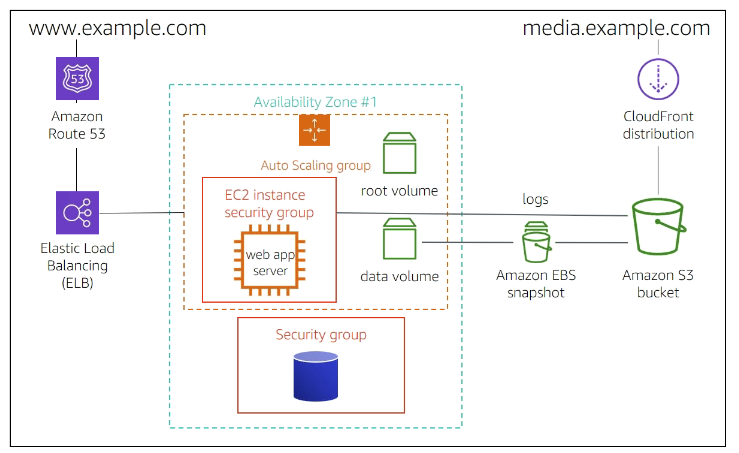 www.example.com
media.example.com
53
Amazon
Route 53
Availability Zone #1
CloudFront
distribution
Auto Scaling group
root volume
EC2 instance
security group
web app
server
logs
Elastic Load
Balancing
(ELB)
data volume
Amazon EBS
snapshot
Amazon S3
bucket
Security group